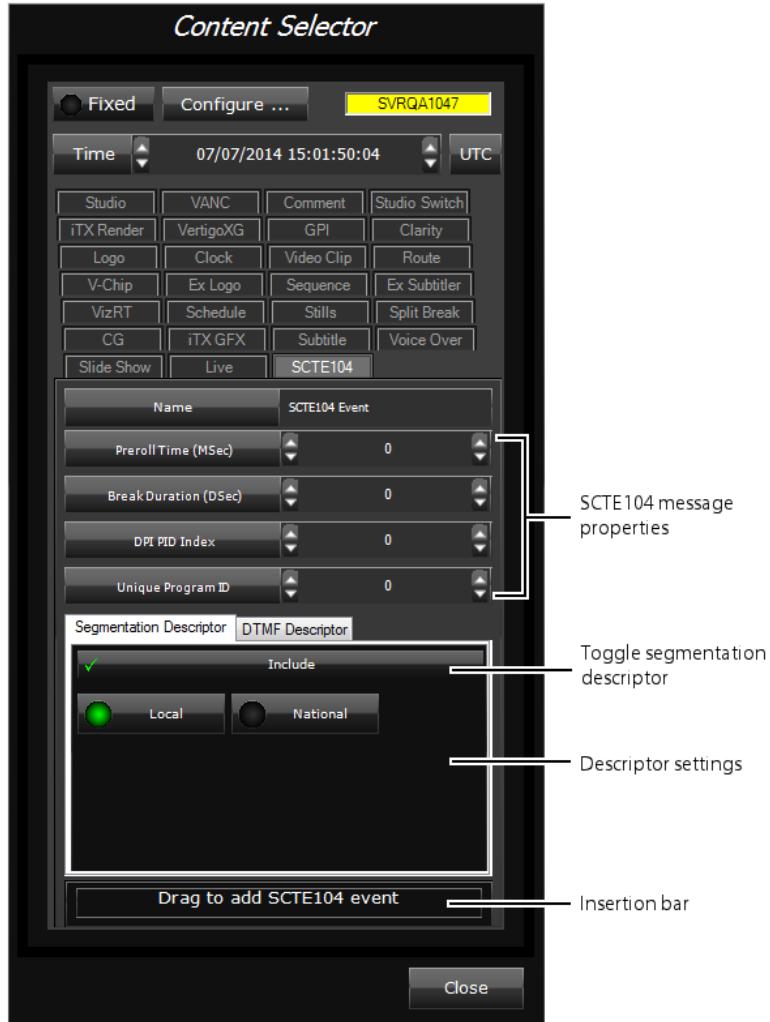 Content Selector
Fixed Configure ... SVRQA1047
Time 07/07/2014 15:01:50:04 UTC
Studio VANC Comment Studio Switch
iTX Render VertigoXG GPI Clarity
Logo Clock Video Clip Route
V-Chip Ex Logo Sequence Ex Subtitler
VizRT Schedule Stills Split Break
CG iTX GFX Subtitle Voice Over
Slide Show Live SCTE104
Name SCTE104 Event
Preroll Time (MSec) 0
Break Duration (DSec) 0
SCTE104 message
properties
DPI PID Index 0
Unique Program ID 0
Segmentation Descriptor DTMF Descriptor
Toggle segmentation
descriptor
Include
Local National
Descriptor settings
Drag to add SCTE104 event
Insertion bar
Close